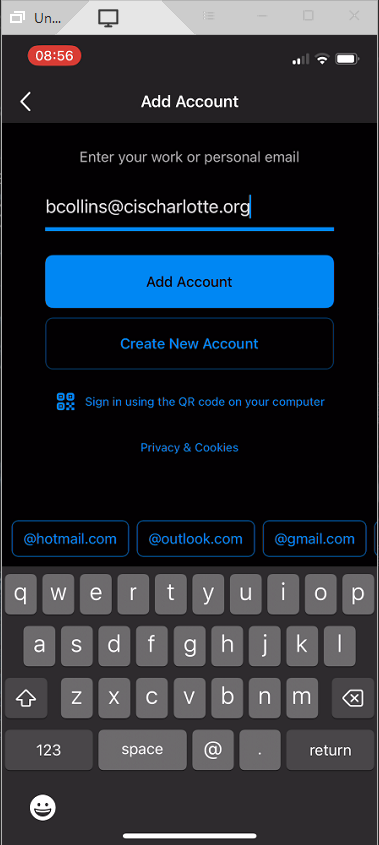 Un...
08:56
Add Account
Enter your work or personal email
bcollins@cischarlotte.org
Add Account
Create New Account
Sign in using the QR code on your computer
Privacy & Cookies
@hotmail.com @outlook.com @gmail.com
q w e r t y u i o p
a s d f g h j k l
z x c v b n m
123 space @ . return